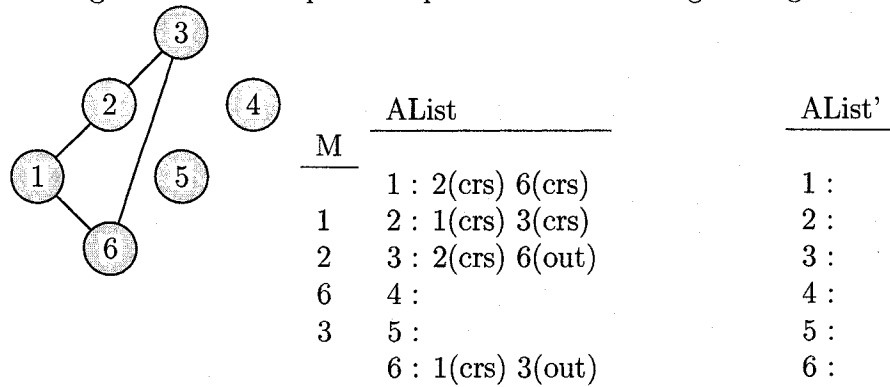 3
2
4
1
5
6
AList
AList'
M
1 : 2(crs) 6(crs)
1 :
1
2 : 1(crs) 3(crs)
2 :
2
3 : 2(crs) 6(out)
3 :
6
4 :
4 :
3
5 :
5 :
6 : 1(crs) 3(out)
6 :